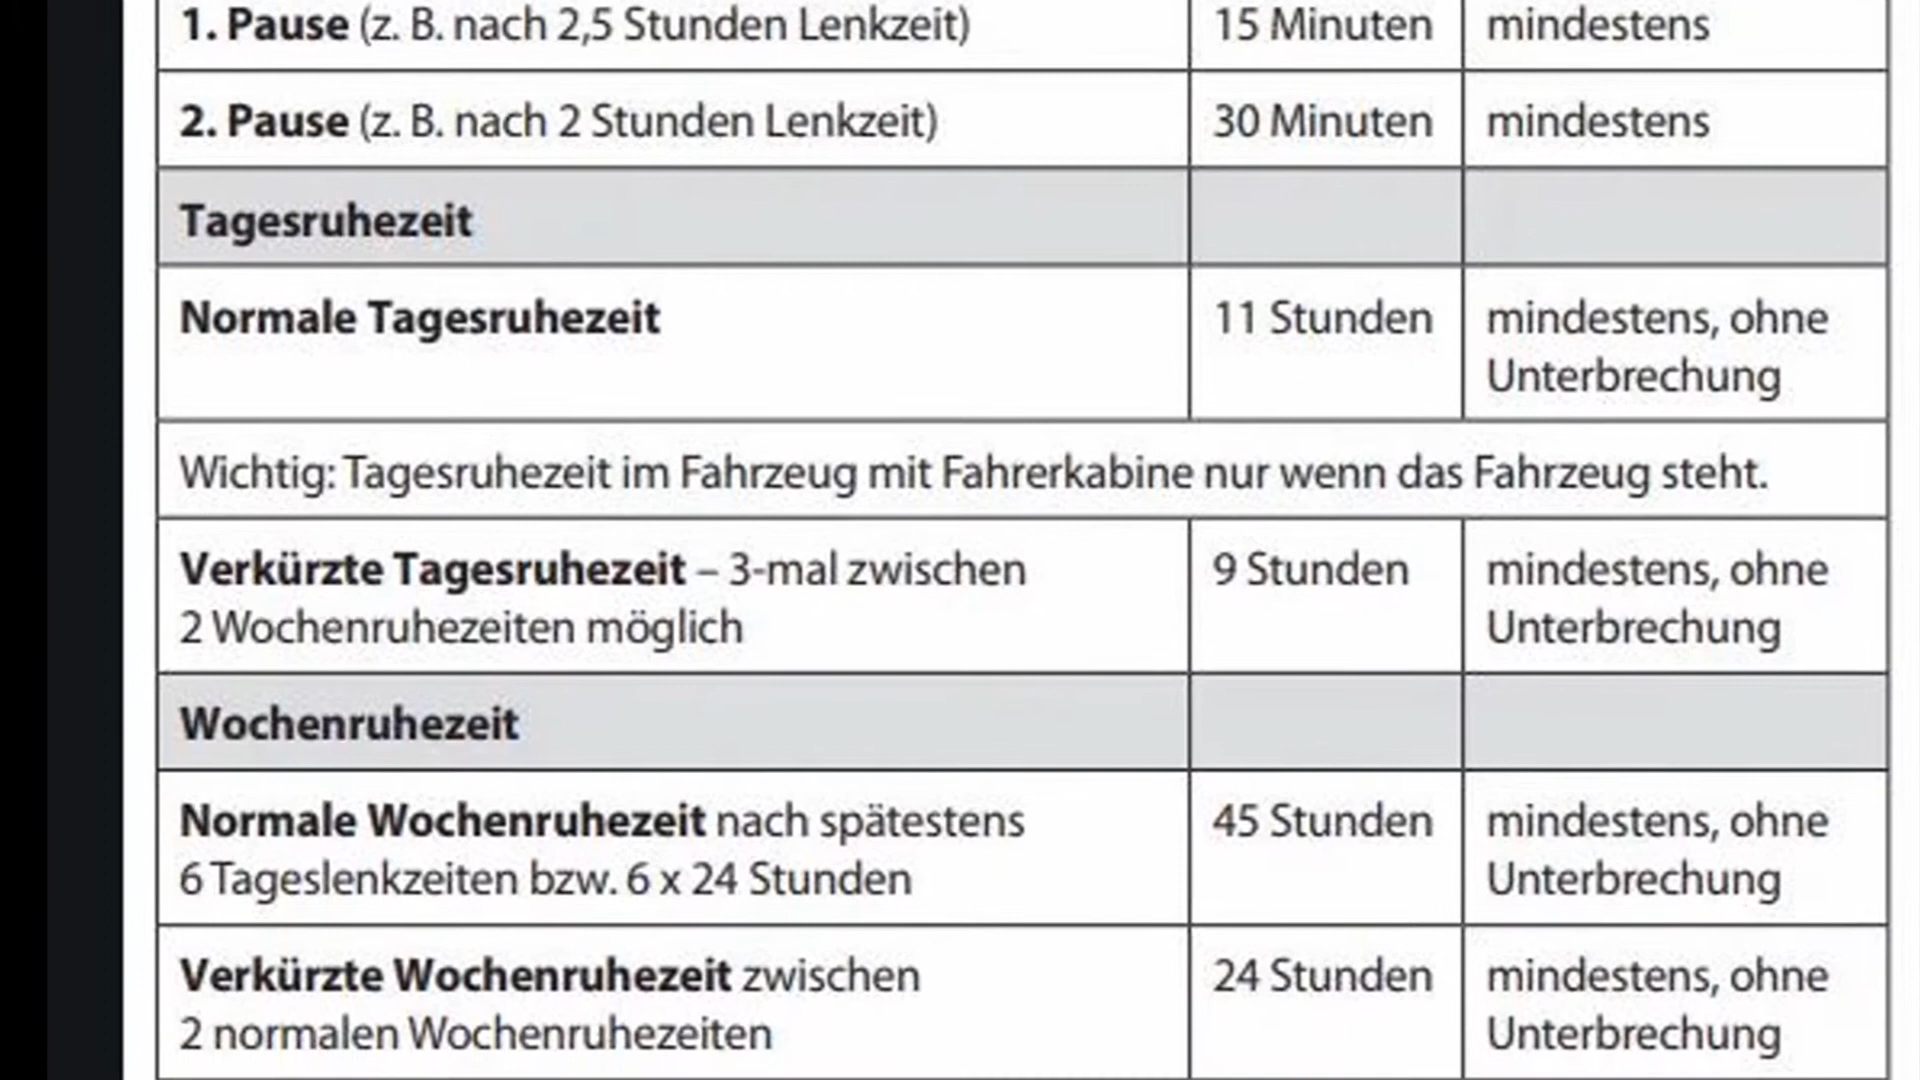 1. Pause (z. B. nach 2,5 Stunden Lenkzeit) 15 Minuten mindestens
2. Pause (z. B. nach 2 Stunden Lenkzeit) 30 Minuten mindestens
Tagesruhezeit
Normale Tagesruhezeit 11 Stunden mindestens, ohne
Unterbrechung
Wichtig: Tagesruhezeit im Fahrzeug mit Fahrerkabine nur wenn das Fahrzeug steht.
Verkürzte Tagesruhezeit – 3-mal zwischen 9 Stunden mindestens, ohne
2 Wochenruhezeiten möglich Unterbrechung
Wochenruhezeit
Normale Wochenruhezeit nach spätestens 45 Stunden mindestens, ohne
6 Tageslenkzeiten bzw. 6 x 24 Stunden Unterbrechung
Verkürzte Wochenruhezeit zwischen 24 Stunden mindestens, ohne
2 normalen Wochenruhezeiten Unterbrechung